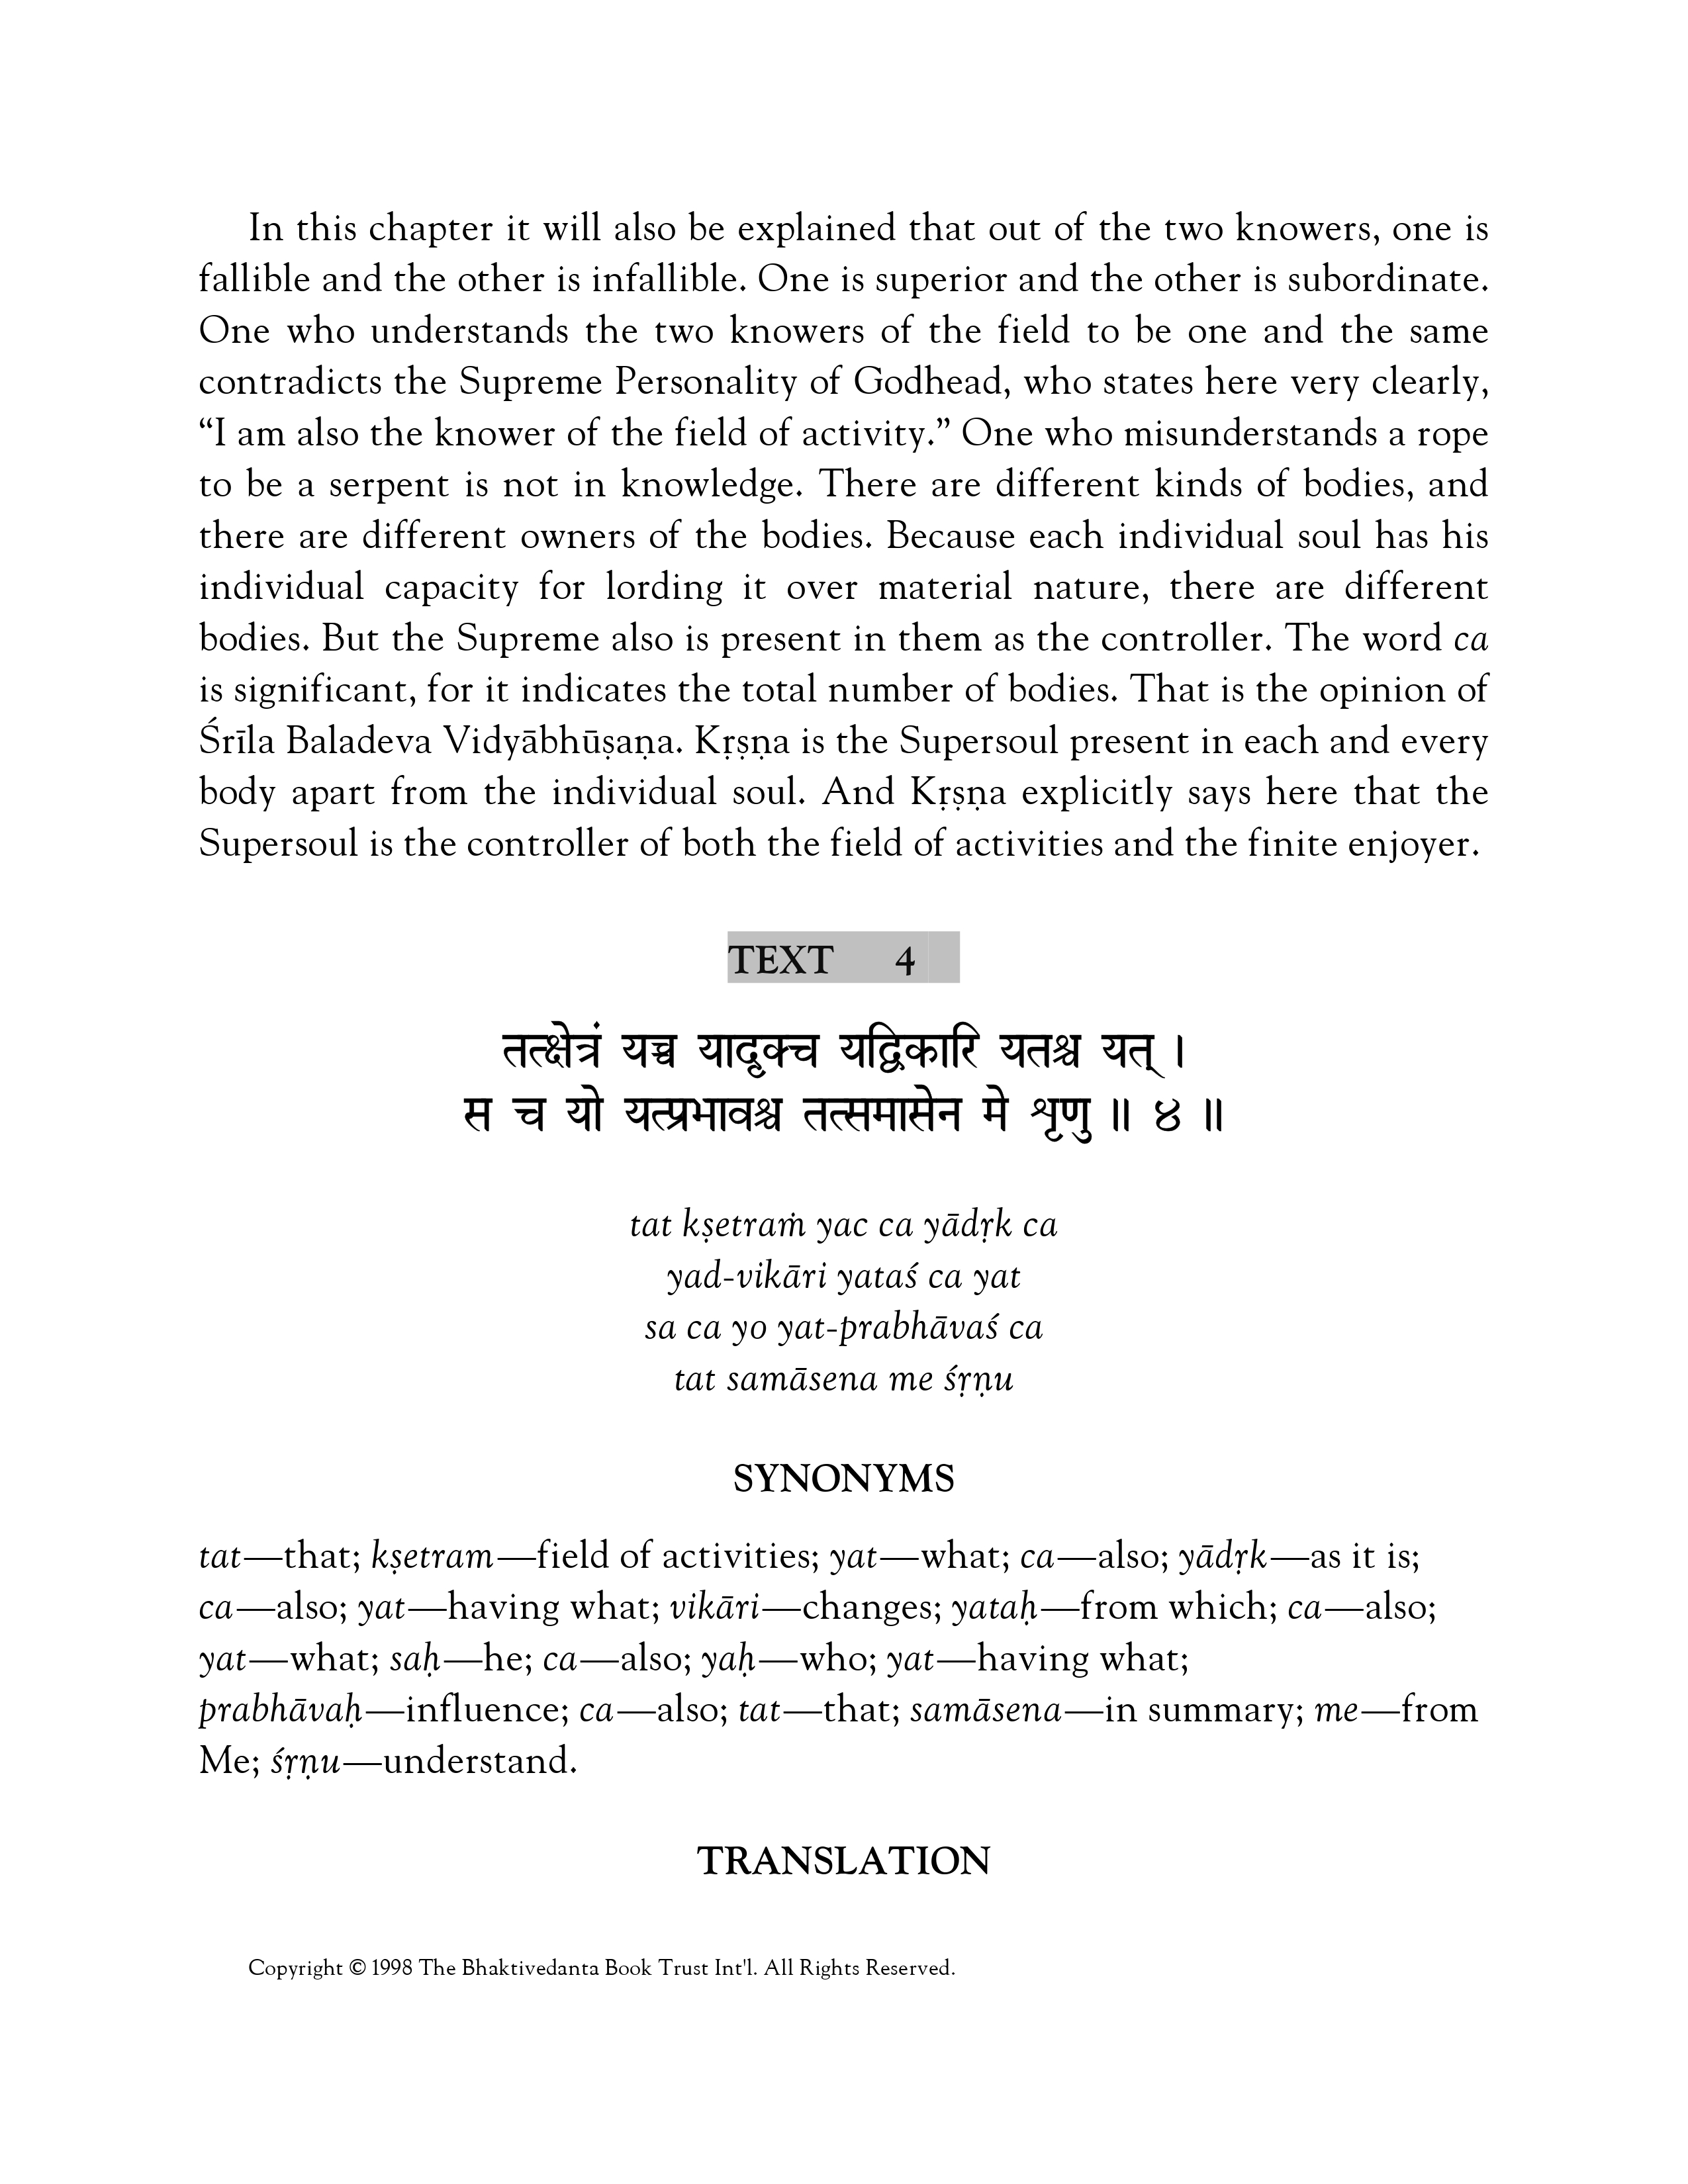 In this chapter it will also be explained that out of the two knowers, one is
fallible and the other is infallible. One is superior and the other is subordinate.
One who understands the two knowers of the field to be one and the same
contradicts the Supreme Personality of Godhead, who states here very clearly,
“I am also the knower of the field of activity.” One who misunderstands a rope
to be a serpent is not in knowledge. There are different kinds of bodies, and
there are different owners of the bodies. Because each individual soul has his
individual capacity for lording it over material nature, there are different
bodies. But the Supreme also is present in them as the controller. The word ca
is significant, for it indicates the total number of bodies. That is the opinion of
Śrīla Baladeva Vidyābhūṣaṇa. Kṛṣṇa is the Supersoul present in each and every
body apart from the individual soul. And Kṛṣṇa explicitly says here that the
Supersoul is the controller of both the field of activities and the finite enjoyer.
TEXT 4
तत्क्षेत्रं यच्च यादृक्च यद्विकारि यतश्च यत् ।
स च यो यत्प्रभावश्च तत्समासेन मे शृणु ॥ ४ ॥
tat kṣetraṁ yac ca yādṛk ca
yad-vikāri yataś ca yat
sa ca yo yat-prabhāvaś ca
tat samāsena me śṛṇu
SYNONYMS
tat—that; kṣetram—field of activities; yat—what; ca—also; yādṛk—as it is;
ca—also; yat—having what; vikāri—changes; yataḥ—from which; ca—also;
yat—what; saḥ—he; ca—also; yaḥ—who; yat—having what;
prabhāvaḥ—influence; ca—also; tat—that; samāsena—in summary; me—from
Me; śṛṇu—understand.
TRANSLATION
Copyright © 1998 The Bhaktivedanta Book Trust Int'l. All Rights Reserved.